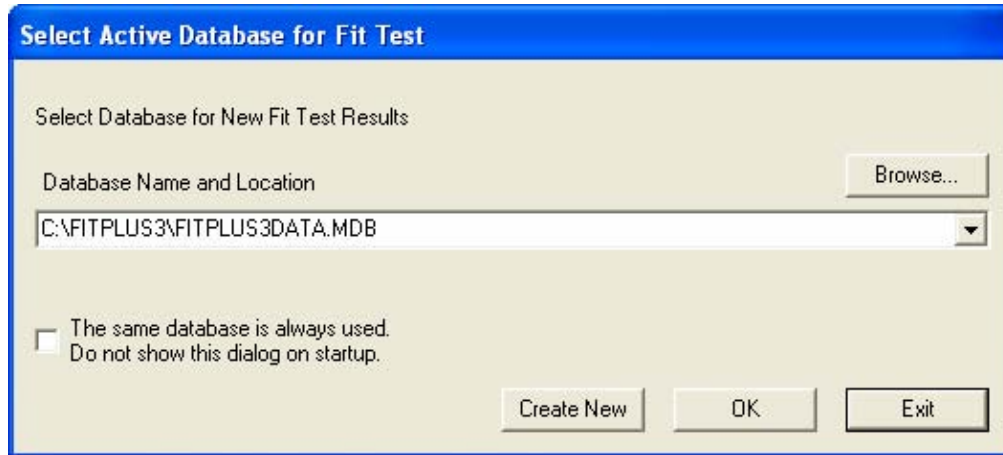 Select Active Database for Fit Test
Select Database for New Fit Test Results
Database Name and Location
Browse...
C:\FITPLUS3\FITPLUS3DATA.MDB
The same database is always used.
Do not show this dialog on startup.
Create New
OK
Exit